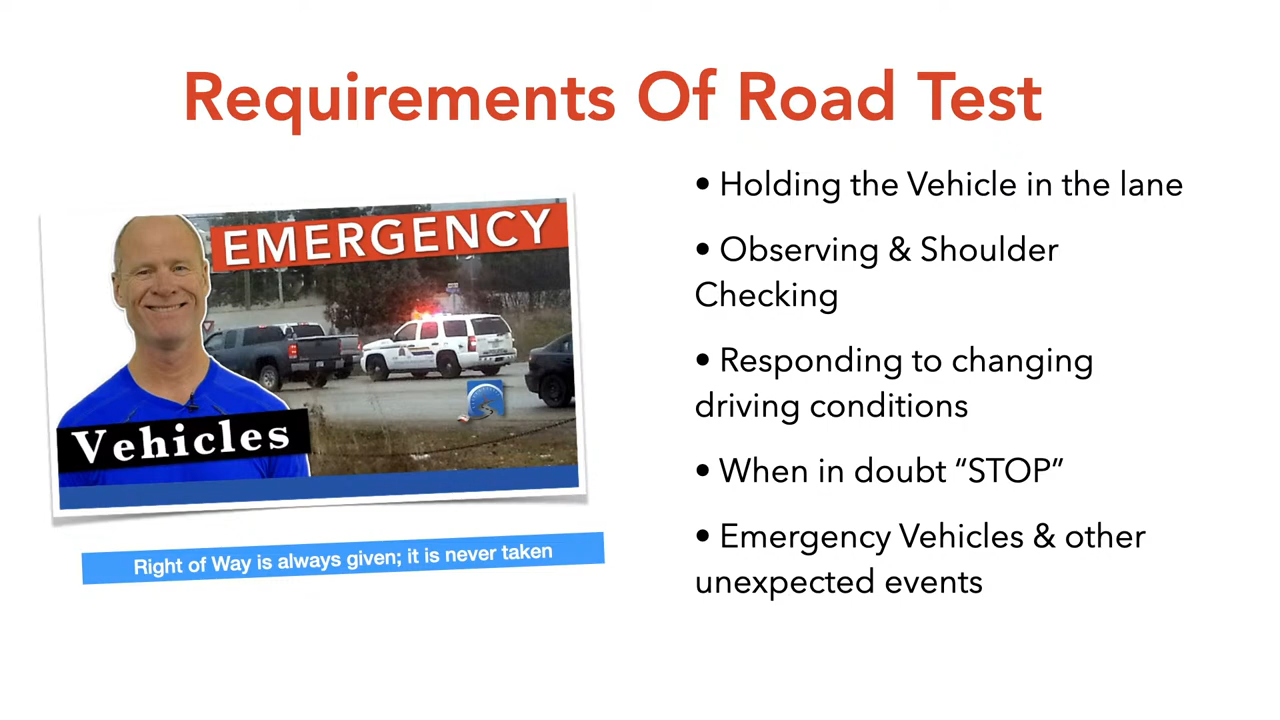 Requirements Of Road Test
EMERGENCY
Vehicles
Right of Way is always given; it is never taken
• Holding the Vehicle in the lane
• Observing & Shoulder
Checking
• Responding to changing
driving conditions
• When in doubt “STOP”
• Emergency Vehicles & other
unexpected events